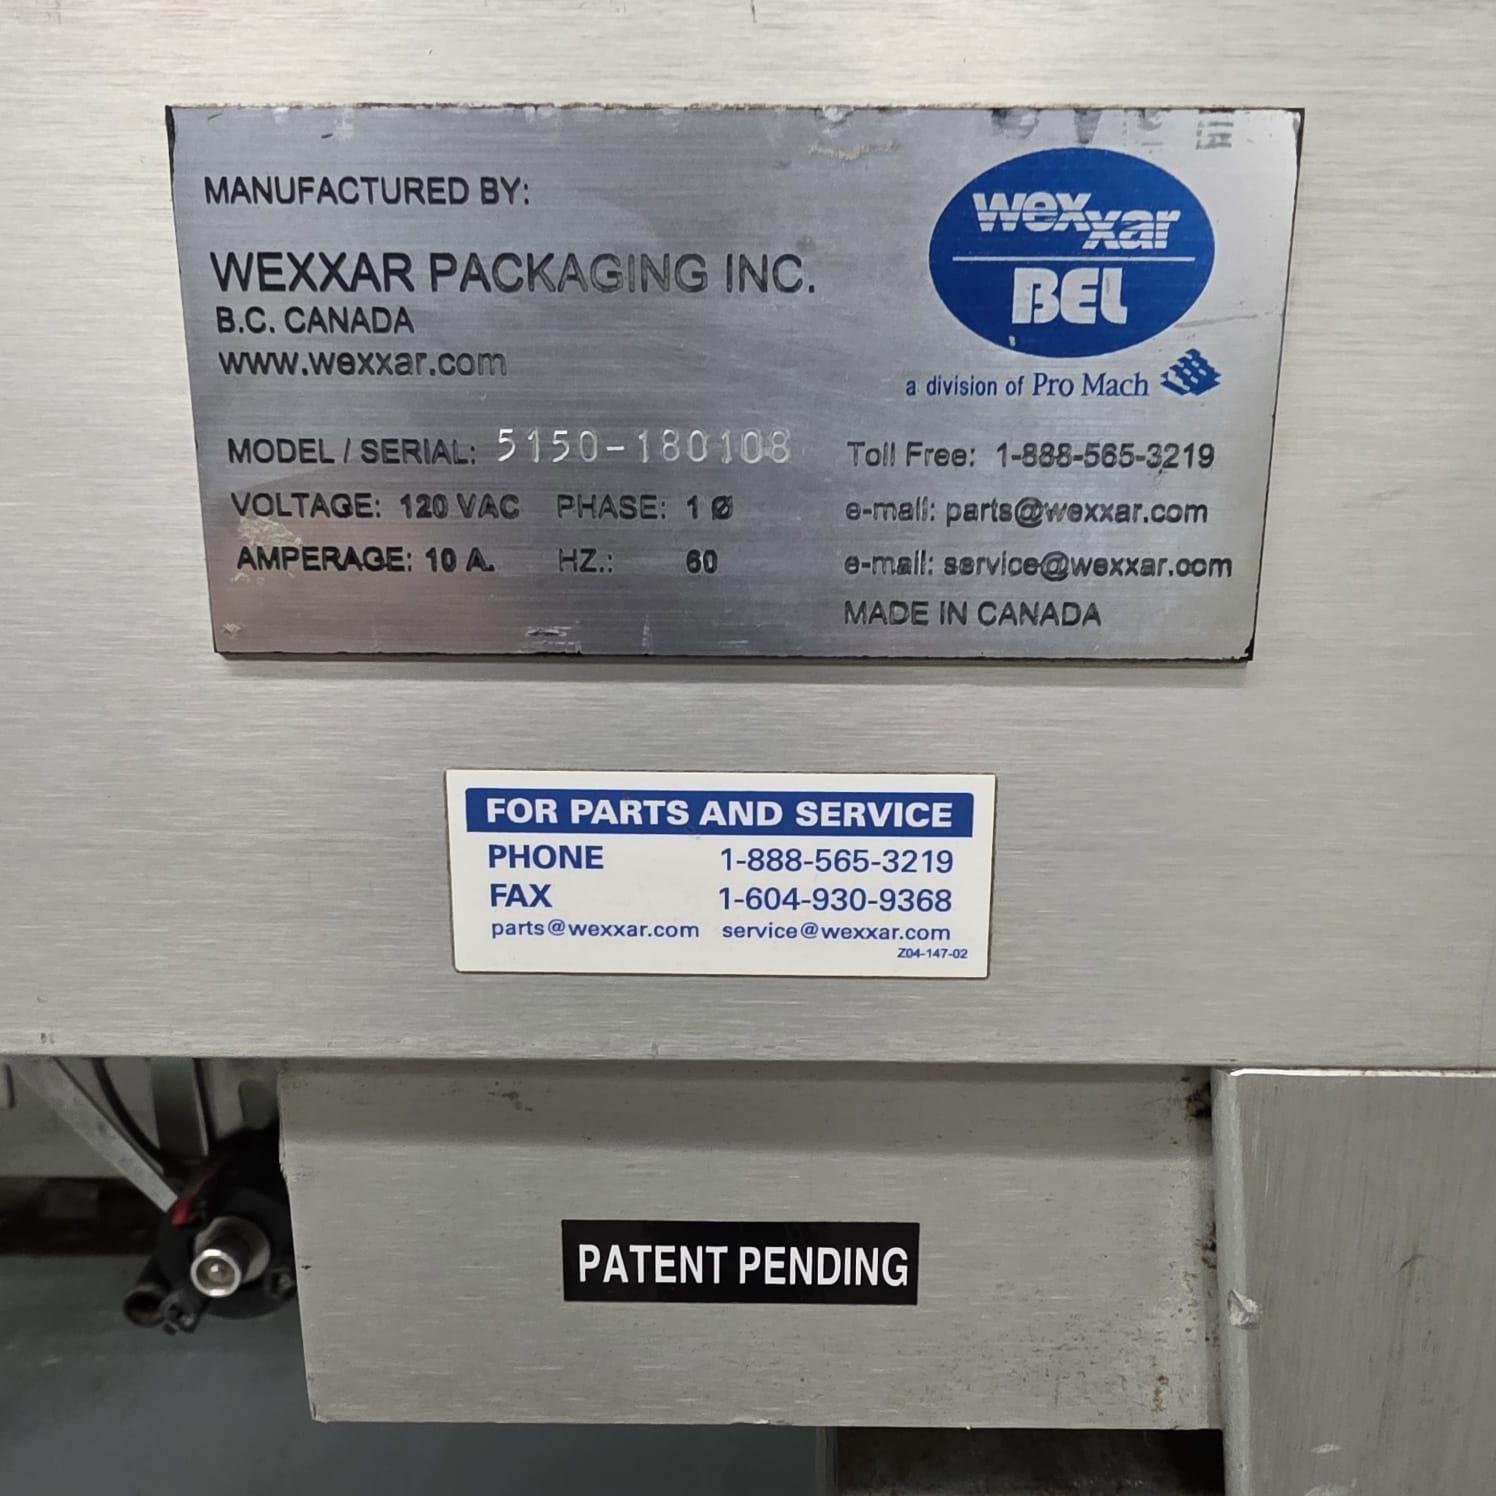 MANUFACTURED BY:
WEXXAR PACKAGING INC.
B.C. CANADA
www.wexxar.com
wexxar
BEL
a division of Pro Mach
MODEL / SERIAL: 5150-180108
VOLTAGE: 120 VAC PHASE: 1 Ø
AMPERAGE: 10 A. HZ.: 60
Toll Free: 1-888-565-3219
e-mail: parts@wexxar.com
e-mail: service@wexxar.com
MADE IN CANADA
FOR PARTS AND SERVICE
PHONE 1-888-565-3219
FAX 1-604-930-9368
parts@wexxar.com service@wexxar.com
Z04-147-02
PATENT PENDING